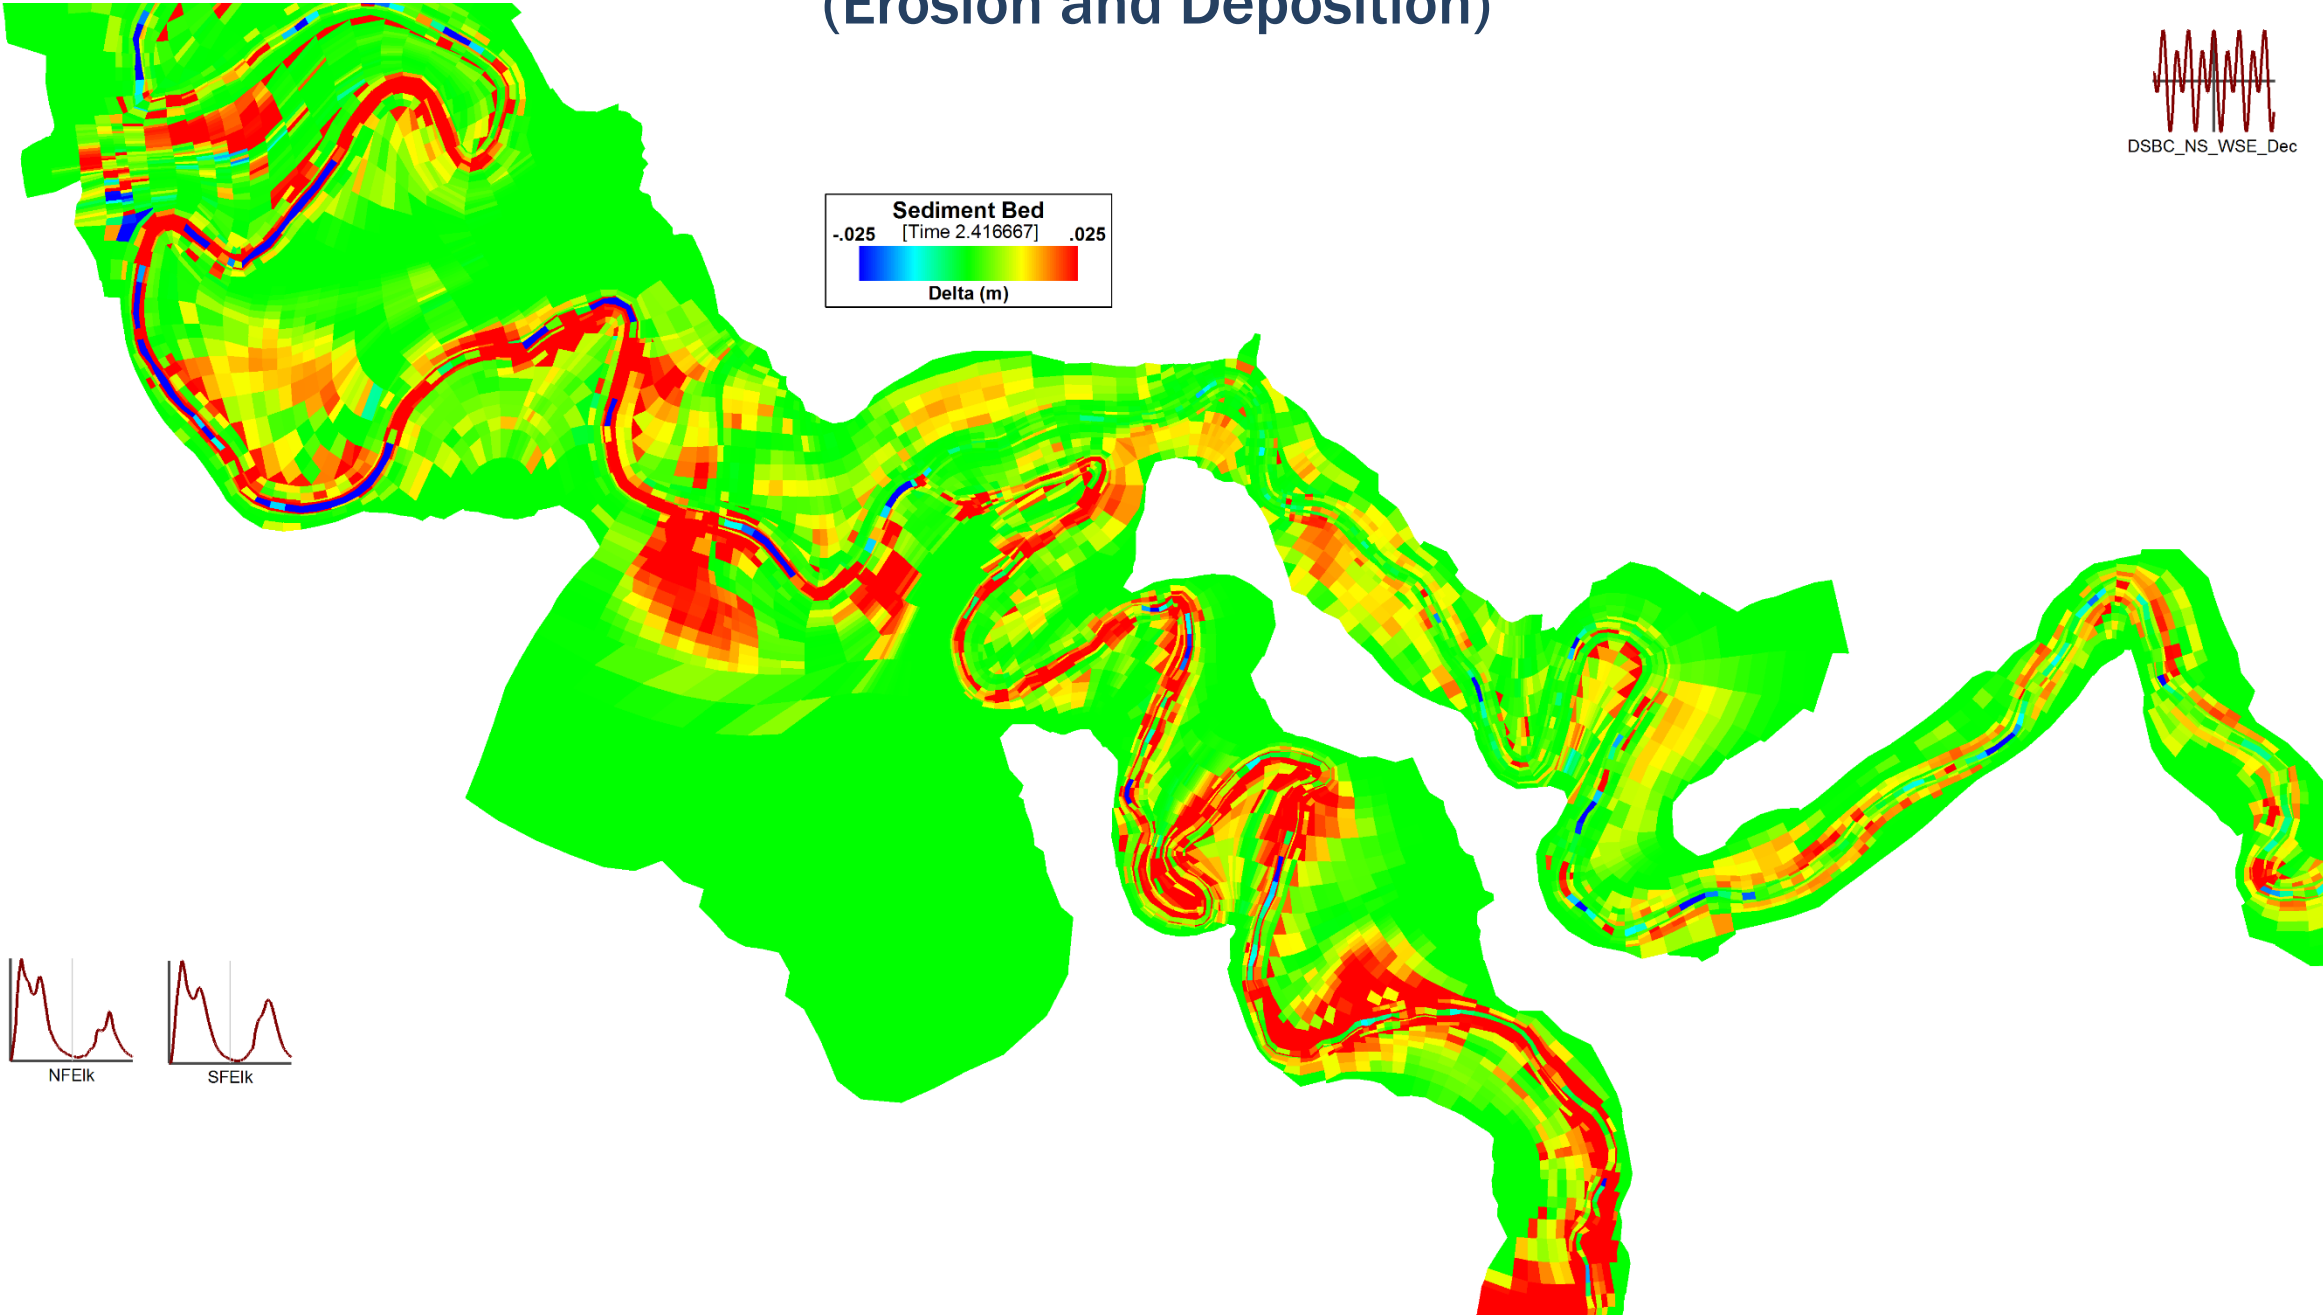 (Erosion and Deposition)
DSBC_NS_WSE_Dec
Sediment Bed
-.025 [Time 2.416667] .025
Delta (m)
NFElk
SFElk